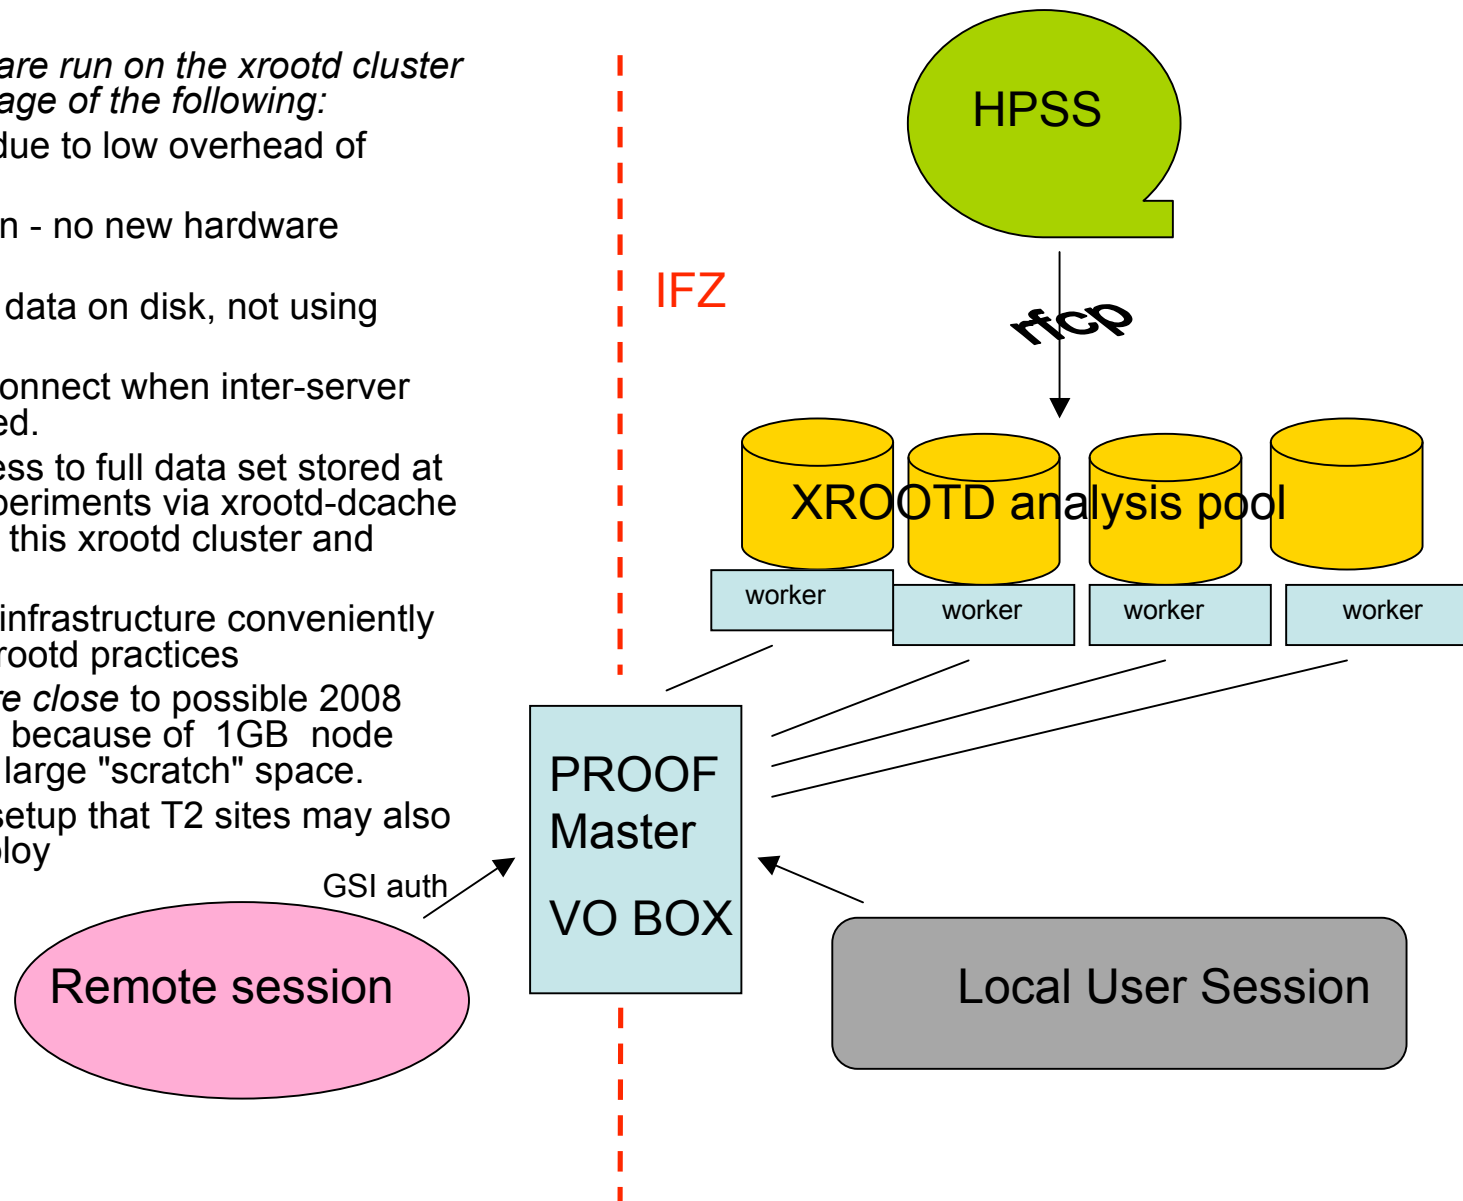 are run on the xrootd cluster
age of the following:
due to low overhead of
n - no new hardware
data on disk, not using
onnect when inter-server
ed.
ess to full data set stored at
periments via xrootd-dcache
this xrootd cluster and
infrastructure conveniently
rootd practices
re close to possible 2008
because of 1GB node
large "scratch" space.
setup that T2 sites may also
loy
HPSS
IFZ
rfcp
XROOTD analysis pool
worker
worker
worker
worker
PROOF
Master
VO BOX
GSI auth
Remote session
Local User Session